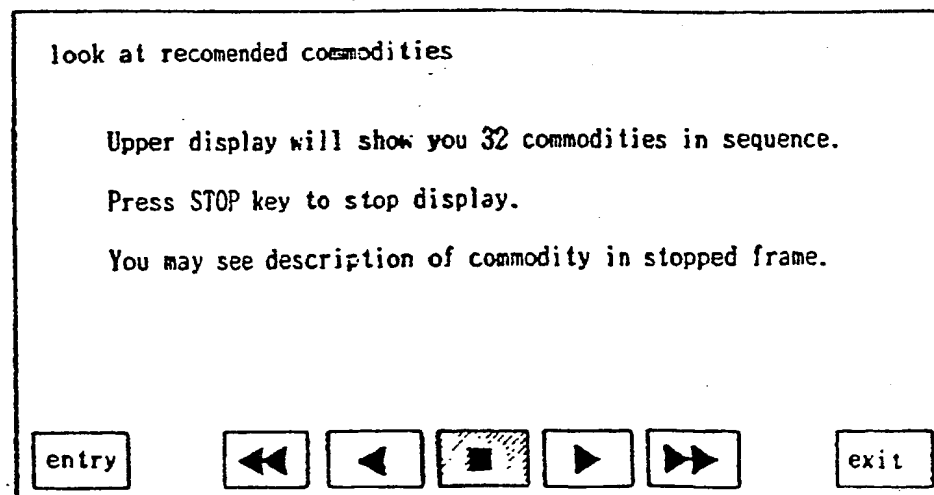 look at recomended commodities
Upper display will show you 32 commodities in sequence.
Press STOP key to stop display.
You may see description of commodity in stopped frame.
entry exit